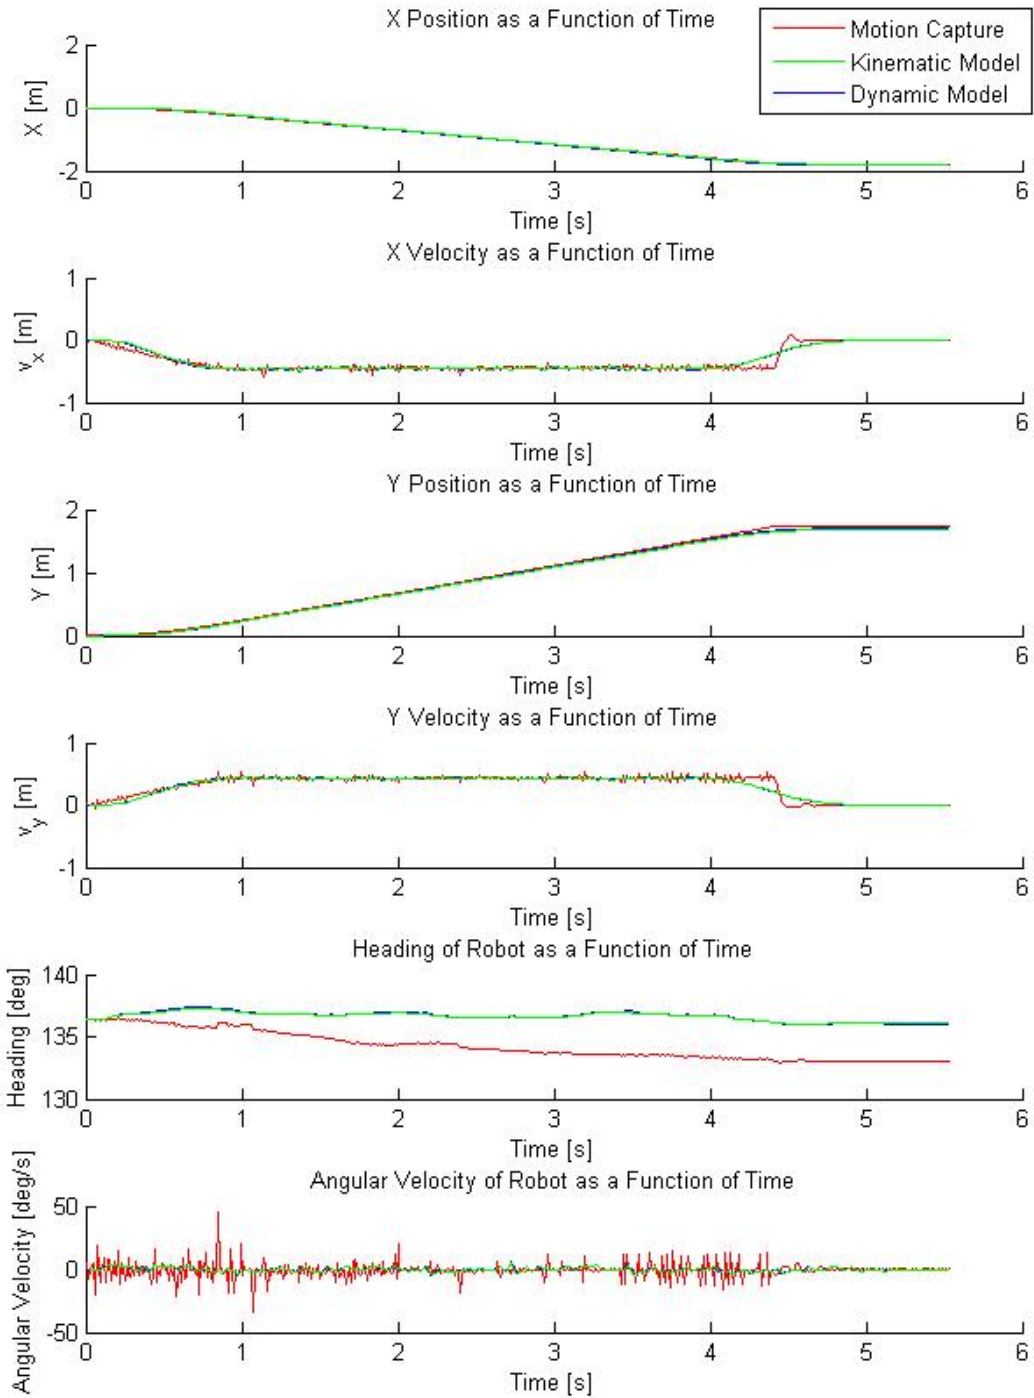 X Position as a Function of Time
Motion Capture
Kinematic Model
Dynamic Model
X [m]
2
0
-2
0 1 2 3 4 5 6
Time [s]
X Velocity as a Function of Time
v_x [m]
1
0
-1
0 1 2 3 4 5 6
Time [s]
Y Position as a Function of Time
Y [m]
2
1
0
0 1 2 3 4 5 6
Time [s]
Y Velocity as a Function of Time
v_y [m]
1
0
-1
0 1 2 3 4 5 6
Time [s]
Heading of Robot as a Function of Time
Heading [deg]
140
135
130
0 1 2 3 4 5 6
Time [s]
Angular Velocity of Robot as a Function of Time
Angular Velocity [deg/s]
50
0
-50
0 1 2 3 4 5 6
Time [s]